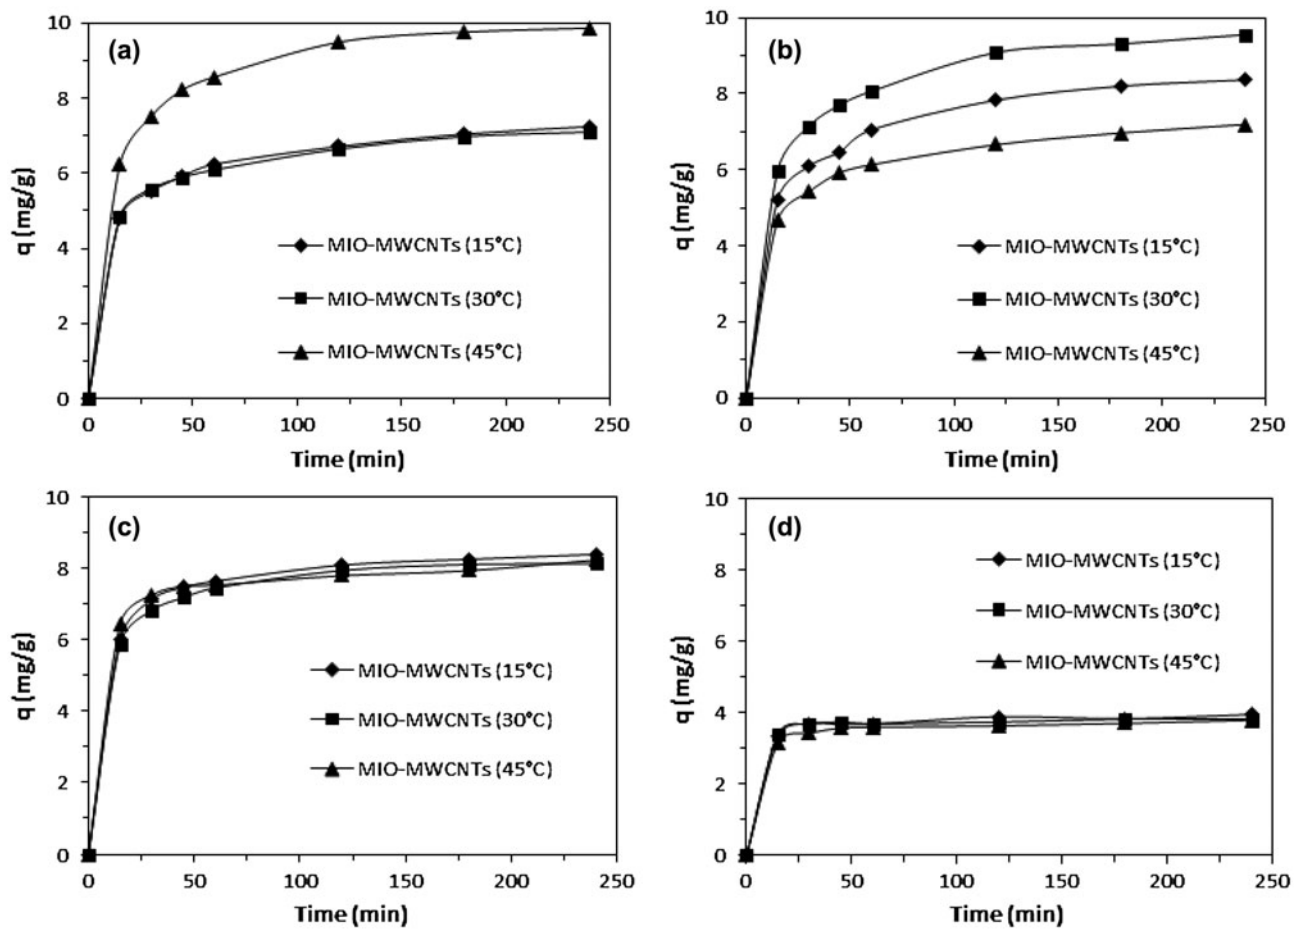 (a)
10
8
6
4
2
0
q (mg/g)
MIO-MWCNTs (15°C)
MIO-MWCNTs (30°C)
MIO-MWCNTs (45°C)
0 50 100 150 200 250
Time (min)
(b)
10
8
6
4
2
0
q (mg/g)
MIO-MWCNTs (15°C)
MIO-MWCNTs (30°C)
MIO-MWCNTs (45°C)
0 50 100 150 200 250
Time (min)
(c)
10
8
6
4
2
0
q (mg/g)
MIO-MWCNTs (15°C)
MIO-MWCNTs (30°C)
MIO-MWCNTs (45°C)
0 50 100 150 200 250
Time (min)
(d)
10
8
6
4
2
0
q (mg/g)
MIO-MWCNTs (15°C)
MIO-MWCNTs (30°C)
MIO-MWCNTs (45°C)
0 50 100 150 200 250
Time (min)